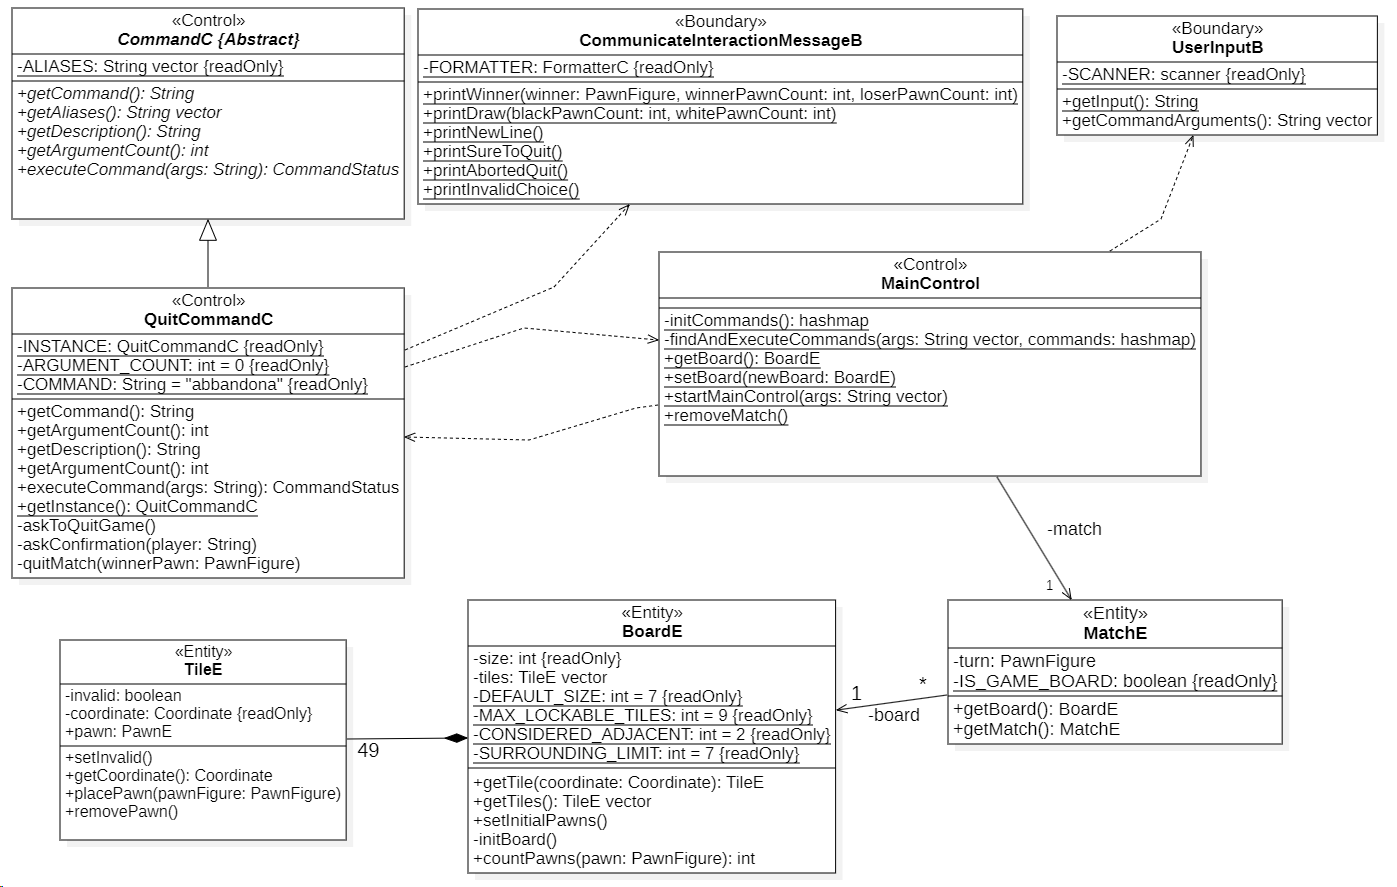 «Control»
CommandC {Abstract}
-ALIASES: String vector {readOnly}
+getCommand(): String
+getAliases(): String vector
+getDescription(): String
+getArgumentCount(): int
+executeCommand(args: String): CommandStatus
«Boundary»
CommunicateInteractionMessageB
-FORMATTER: FormatterC {readOnly}
+printWinner(winner: PawnFigure, winnerPawnCount: int, loserPawnCount: int)
+printDraw(blackPawnCount: int, whitePawnCount: int)
+printNewLine()
+printSureToQuit()
+printAbortedQuit()
+printInvalidChoice()
«Boundary»
UserInputB
-SCANNER: scanner {readOnly}
+getInput(): String
+getCommandArguments(): String vector
«Control»
QuitCommandC
-INSTANCE: QuitCommandC {readOnly}
-ARGUMENT_COUNT: int = 0 {readOnly}
-COMMAND: String = "abbandona" {readOnly}
+getCommand(): String
+getArgumentCount(): int
+getDescription(): String
+getArgumentCount(): int
+executeCommand(args: String): CommandStatus
+getInstance(): QuitCommandC
-askToQuitGame()
-askConfirmation(player: String)
-quitMatch(winnerPawn: PawnFigure)
«Control»
MainControl
-initCommands(): hashmap
-findAndExecuteCommands(args: String vector, commands: hashmap)
+getBoard(): BoardE
+setBoard(newBoard: BoardE)
+startMainControl(args: String vector)
+removeMatch()
-match
1
«Entity»
TileE
-invalid: boolean
-coordinate: Coordinate {readOnly}
+pawn: PawnE
+setInvalid()
+getCoordinate(): Coordinate
+placePawn(pawnFigure: PawnFigure)
+removePawn()
49
«Entity»
BoardE
-size: int {readOnly}
-tiles: TileE vector
-DEFAULT_SIZE: int = 7 {readOnly}
-MAX_LOCKABLE_TILES: int = 9 {readOnly}
-CONSIDERED_ADJACENT: int = 2 {readOnly}
-SURROUNDING_LIMIT: int = 7 {readOnly}
+getTile(coordinate: Coordinate): TileE
+getTiles(): TileE vector
+setInitialPawns()
-initBoard()
+countPawns(pawn: PawnFigure): int
1
*
-board
«Entity»
MatchE
-turn: PawnFigure
-IS_GAME_BOARD: boolean {readOnly}
+getBoard(): BoardE
+getMatch(): MatchE